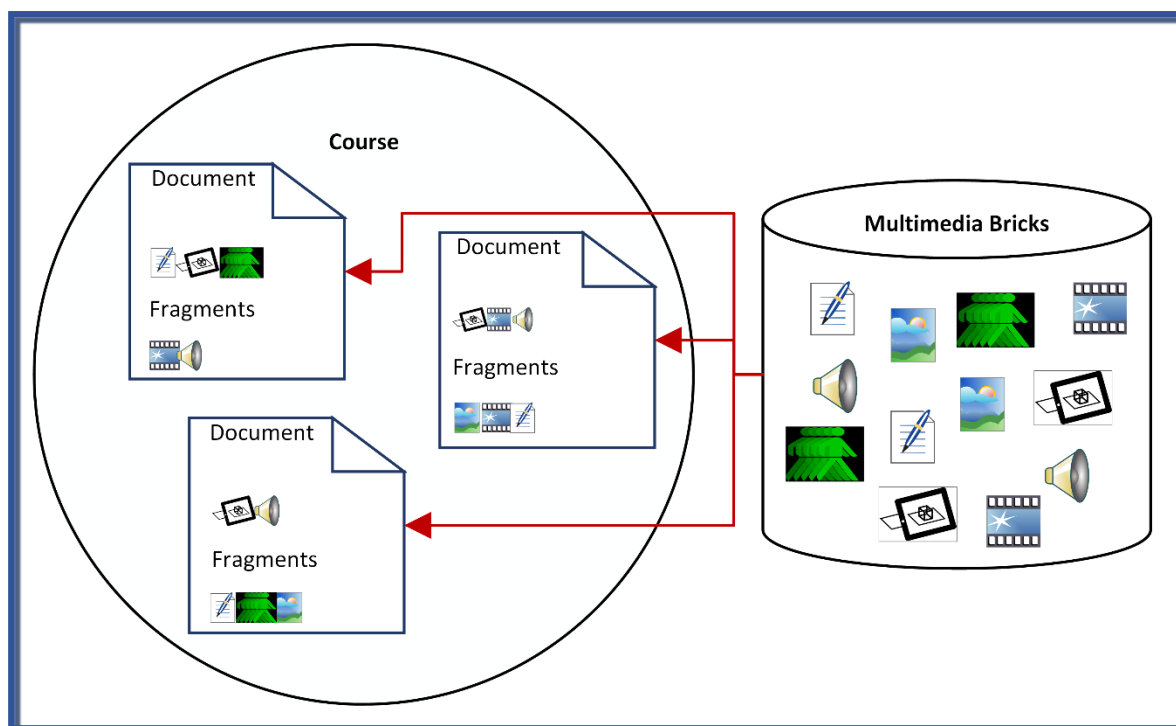 Course
Document
Fragments
Document
Fragments
Document
Fragments
Multimedia Bricks